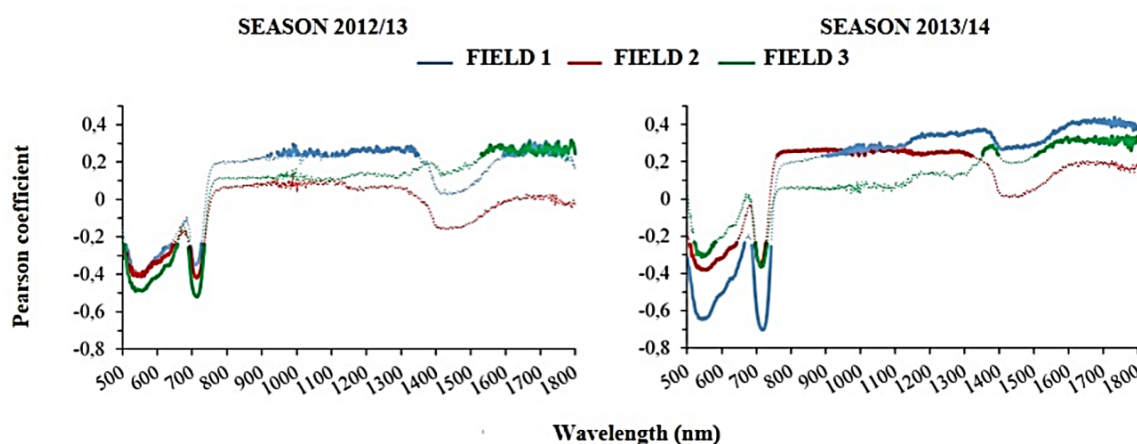 SEASON 2012/13
SEASON 2013/14
FIELD 1 FIELD 2 FIELD 3
Pearson coefficient
0,4
0,2
0
-0,2
-0,4
-0,6
-0,8
500 600 700 800 900 1000 1100 1200 1300 1400 1500 1600 1700 1800
0,4
0,2
0
-0,2
-0,4
-0,6
-0,8
500 600 700 800 900 1000 1100 1200 1300 1400 1500 1600 1700 1800
Wavelength (nm)